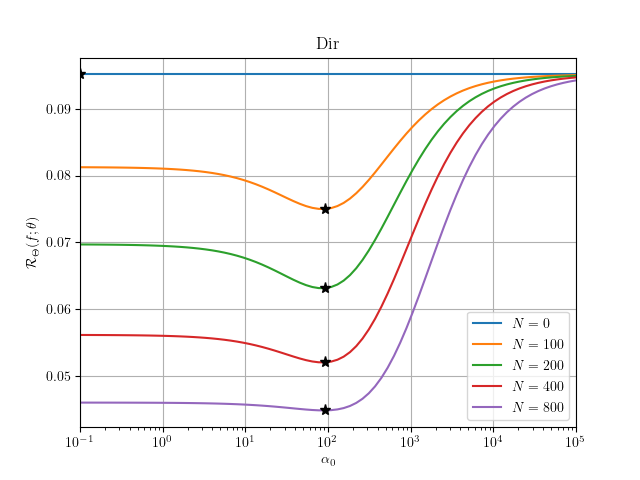 Dir
$\mathcal{R}_{\Theta}(f;\theta)$
0.09
0.08
0.07
0.06
0.05
$10^{-1}$ $10^{0}$ $10^{1}$ $10^{2}$ $10^{3}$ $10^{4}$ $10^{5}$
$\alpha_0$
$N = 0$
$N = 100$
$N = 200$
$N = 400$
$N = 800$